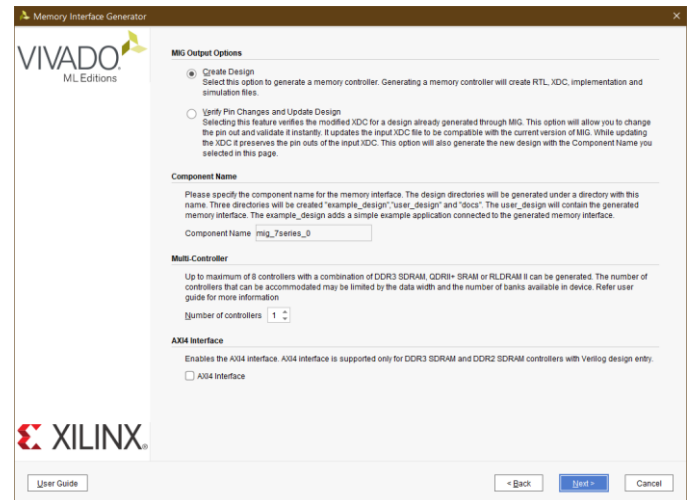 Memory Interface Generator
VIVADO.
ML Editions
MIG Output Options
Create Design
Select this option to generate a memory controller. Generating a memory controller will create RTL, XDC, implementation and
simulation files.
Verify Pin Changes and Update Design
Selecting this feature verifies the modified XDC for a design already generated through MIG. This option will allow you to change
the pin out and validate it instantly. It updates the input XDC file to be compatible with the current version of MIG. While updating
the XDC it preserves the pin outs of the input XDC. This option will also generate the new design with the Component Name you
selected in this page.
Component Name
Please specify the component name for the memory interface. The design directories will be generated under a directory with this
name. Three directories will be created "example_design","user_design" and "docs". The user_design will contain the generated
memory interface. The example_design adds a simple example application connected to the generated memory interface.
Component Name mig_7series_0
Multi-Controller
Up to maximum of 8 controllers with a combination of DDR3 SDRAM, QDRII+ SRAM or RLDRAM II can be generated. The number of
controllers that can be accommodated may be limited by the data width and the number of banks available in device. Refer user
guide for more information
Number of controllers 1
AXI4 Interface
Enables the AXI4 interface. AXI4 interface is supported only for DDR3 SDRAM and DDR2 SDRAM controllers with Verilog design entry.
AXI4 Interface
XILINX.
User Guide
< Back
Next >
Cancel